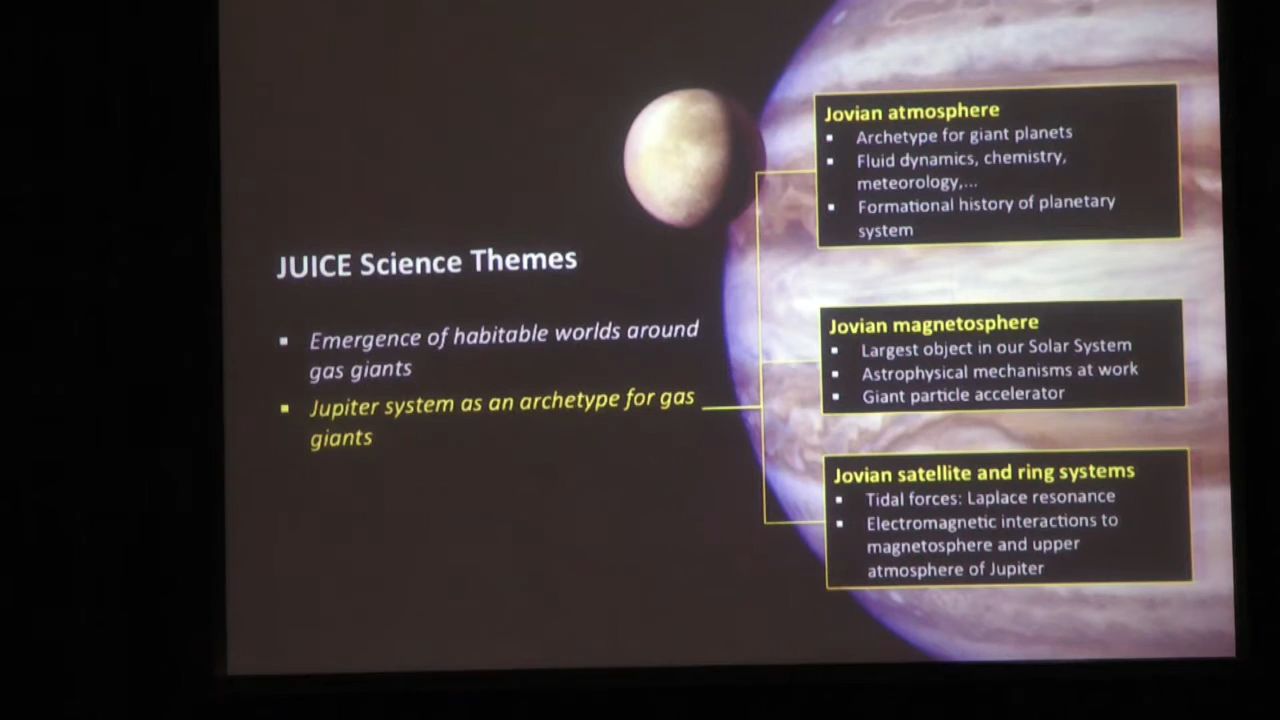 JUICE Science Themes
▪ Emergence of habitable worlds around
gas giants
▪ Jupiter system as an archetype for gas
giants
Jovian atmosphere
▪ Archetype for giant planets
▪ Fluid dynamics, chemistry,
meteorology,...
▪ Formational history of planetary
system
Jovian magnetosphere
▪ Largest object in our Solar System
▪ Astrophysical mechanisms at work
▪ Giant particle accelerator
Jovian satellite and ring systems
▪ Tidal forces: Laplace resonance
▪ Electromagnetic interactions to
magnetosphere and upper
atmosphere of Jupiter